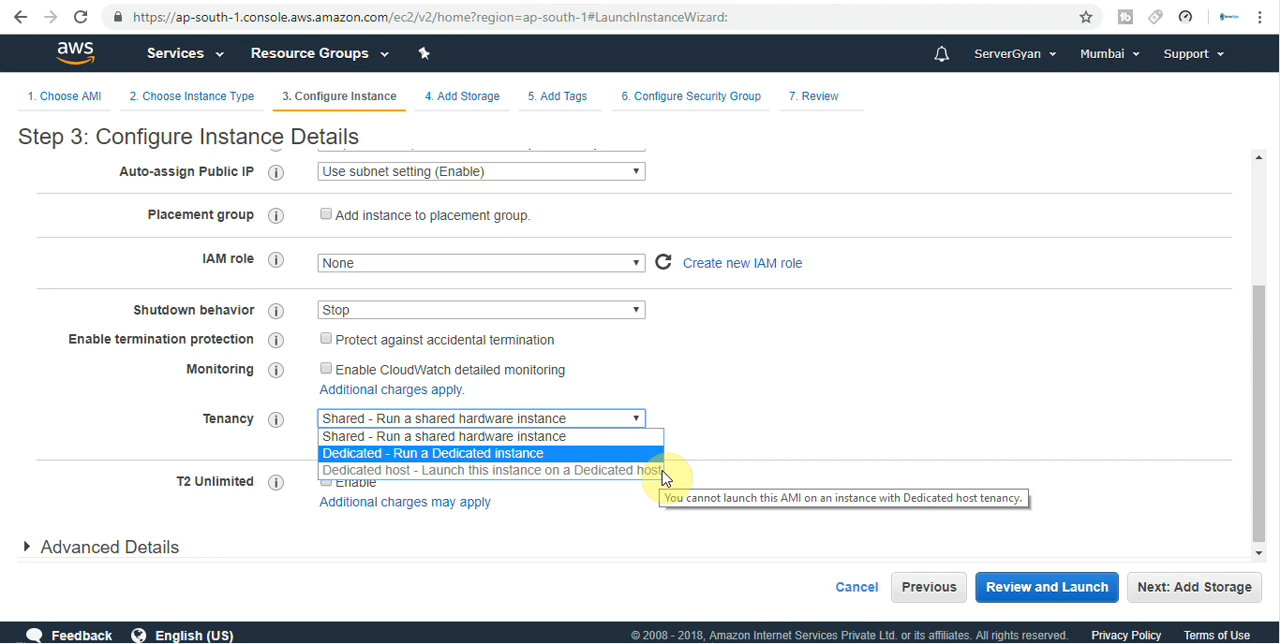 https://ap-south-1.console.aws.amazon.com/ec2/v2/home?region=ap-south-1#LaunchInstanceWizard:
aws Services Resource Groups ServerGyan Mumbai Support
1. Choose AMI 2. Choose Instance Type 3. Configure Instance 4. Add Storage 5. Add Tags 6. Configure Security Group 7. Review
Step 3: Configure Instance Details
Auto-assign Public IP i Use subnet setting (Enable)
Placement group i Add instance to placement group.
IAM role i None Create new IAM role
Shutdown behavior i Stop
Enable termination protection i Protect against accidental termination
Monitoring i Enable CloudWatch detailed monitoring
Additional charges apply.
Tenancy i Shared - Run a shared hardware instance
Shared - Run a shared hardware instance
Dedicated - Run a Dedicated instance
Dedicated host - Launch this instance on a Dedicated host
T2 Unlimited i Enable
You cannot launch this AMI on an instance with Dedicated host tenancy.
Additional charges may apply
Advanced Details
Cancel Previous Review and Launch Next: Add Storage
Feedback English (US) © 2008 - 2018, Amazon Internet Services Private Ltd. or its affiliates. All rights reserved. Privacy Policy Terms of Use